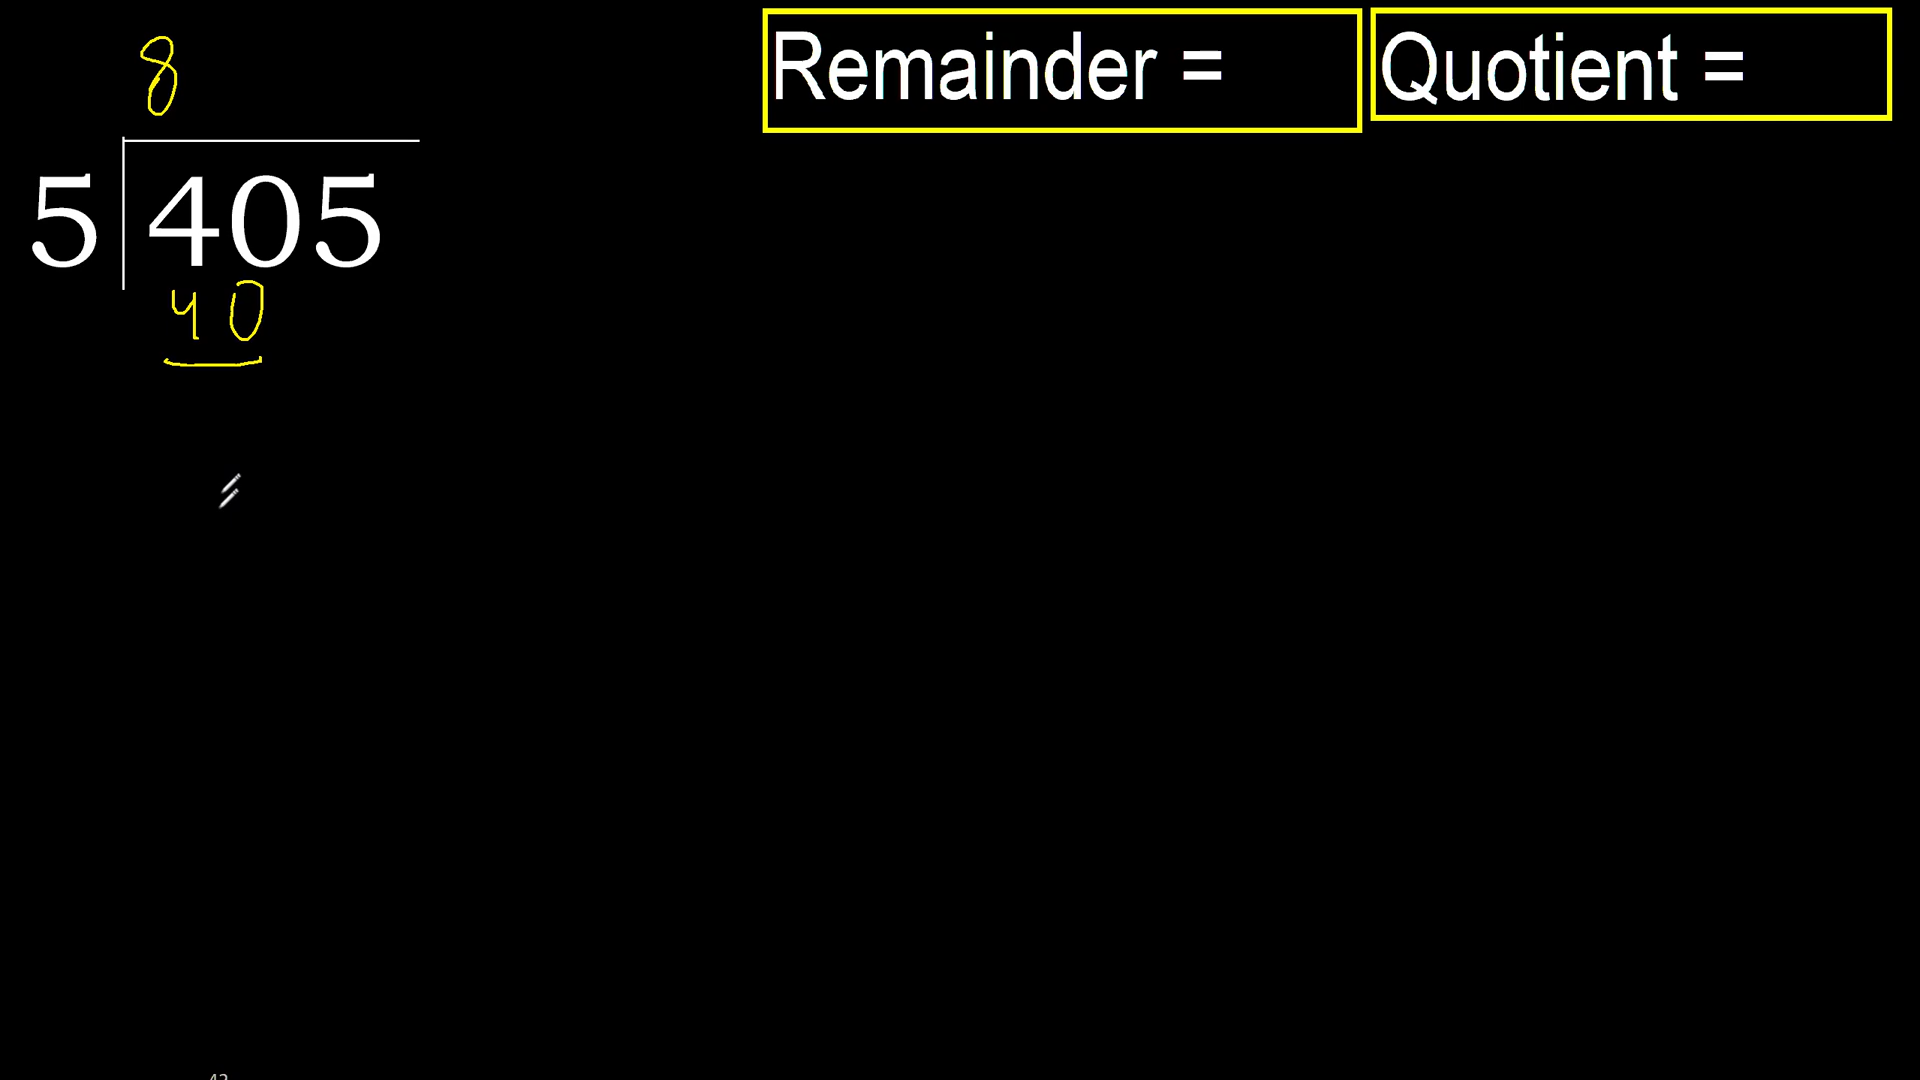 8
5 405
40
Remainder =
Quotient =